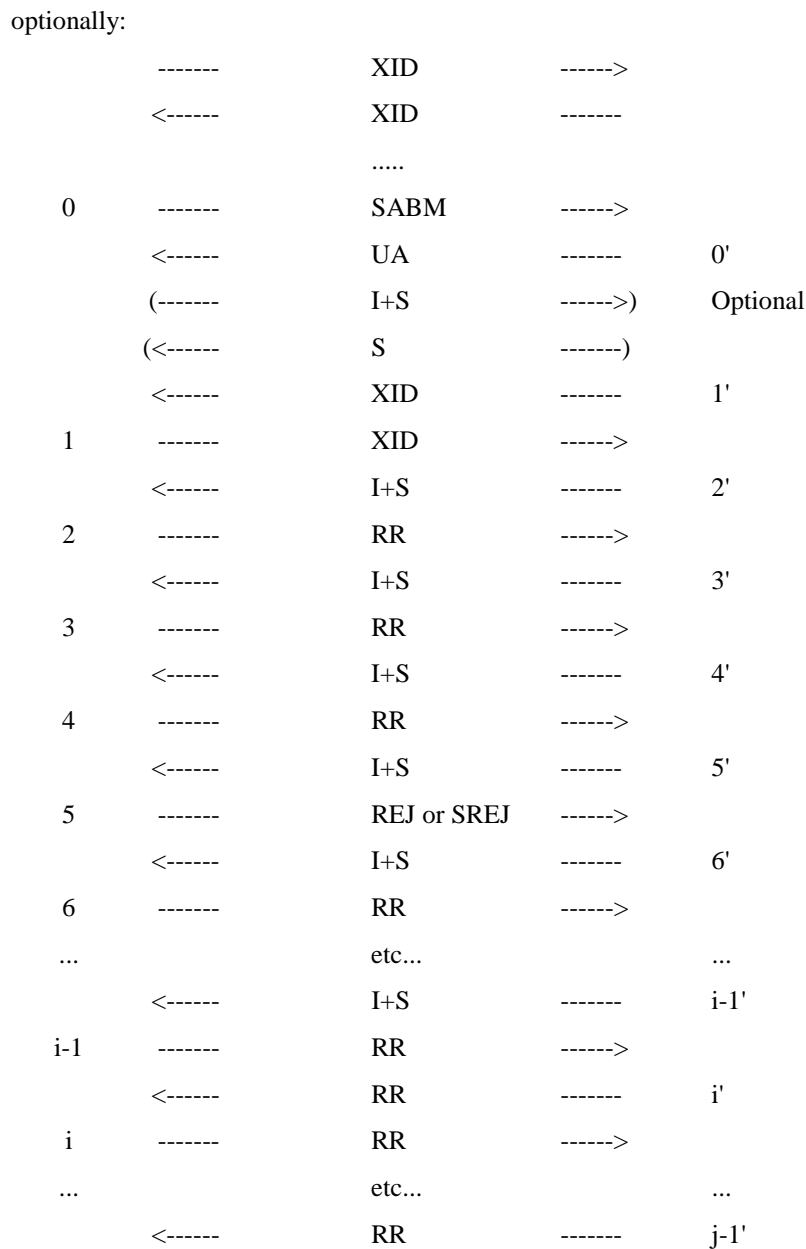 optionally:
------- XID ------>
<------ XID -------
.....
0 ------- SABM ------>
<------ UA ------- 0'
(------- I+S ------>) Optional
(<------ S -------)
<------ XID ------- 1'
1 ------- XID ------>
<------ I+S ------- 2'
2 ------- RR ------>
<------ I+S ------- 3'
3 ------- RR ------>
<------ I+S ------- 4'
4 ------- RR ------>
<------ I+S ------- 5'
5 ------- REJ or SREJ ------>
<------ I+S ------- 6'
6 ------- RR ------>
... etc... ...
<------ I+S ------- i-1'
i-1 ------- RR ------>
<------ RR ------- i'
i ------- RR ------>
... etc... ...
<------ RR ------- j-1'